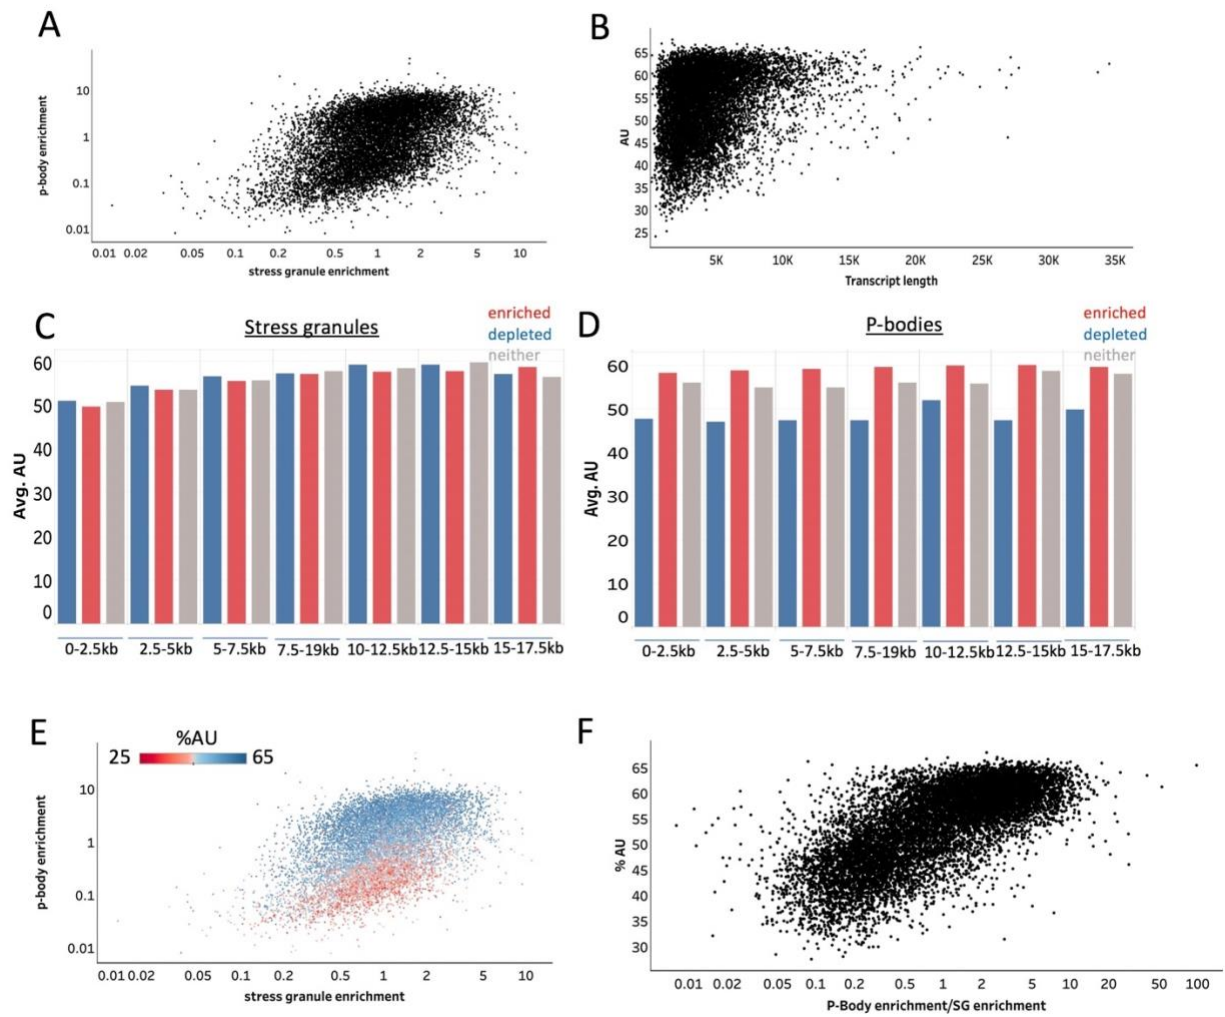 A
p-body enrichment
10
1
0.1
0.01
0.01 0.02 0.05 0.1 0.2 0.5 1 2 5 10
stress granule enrichment
B
AU
65
60
55
50
45
40
35
30
25
5K 10K 15K 20K 25K 30K 35K
Transcript length
C
Stress granules
enriched
depleted
neither
Avg. AU
60
50
40
30
20
10
0
0-2.5kb 2.5-5kb 5-7.5kb 7.5-19kb 10-12.5kb 12.5-15kb 15-17.5kb
D
P-bodies
enriched
depleted
neither
Avg. AU
60
50
40
30
20
10
0
0-2.5kb 2.5-5kb 5-7.5kb 7.5-19kb 10-12.5kb 12.5-15kb 15-17.5kb
E
%AU
25 65
p-body enrichment
10
1
0.1
0.01
0.01 0.02 0.05 0.1 0.2 0.5 1 2 5 10
stress granule enrichment
F
% AU
65
60
55
50
45
40
35
30
0.01 0.02 0.05 0.1 0.2 0.5 1 2 5 10 20 50 100
P-Body enrichment/SG enrichment